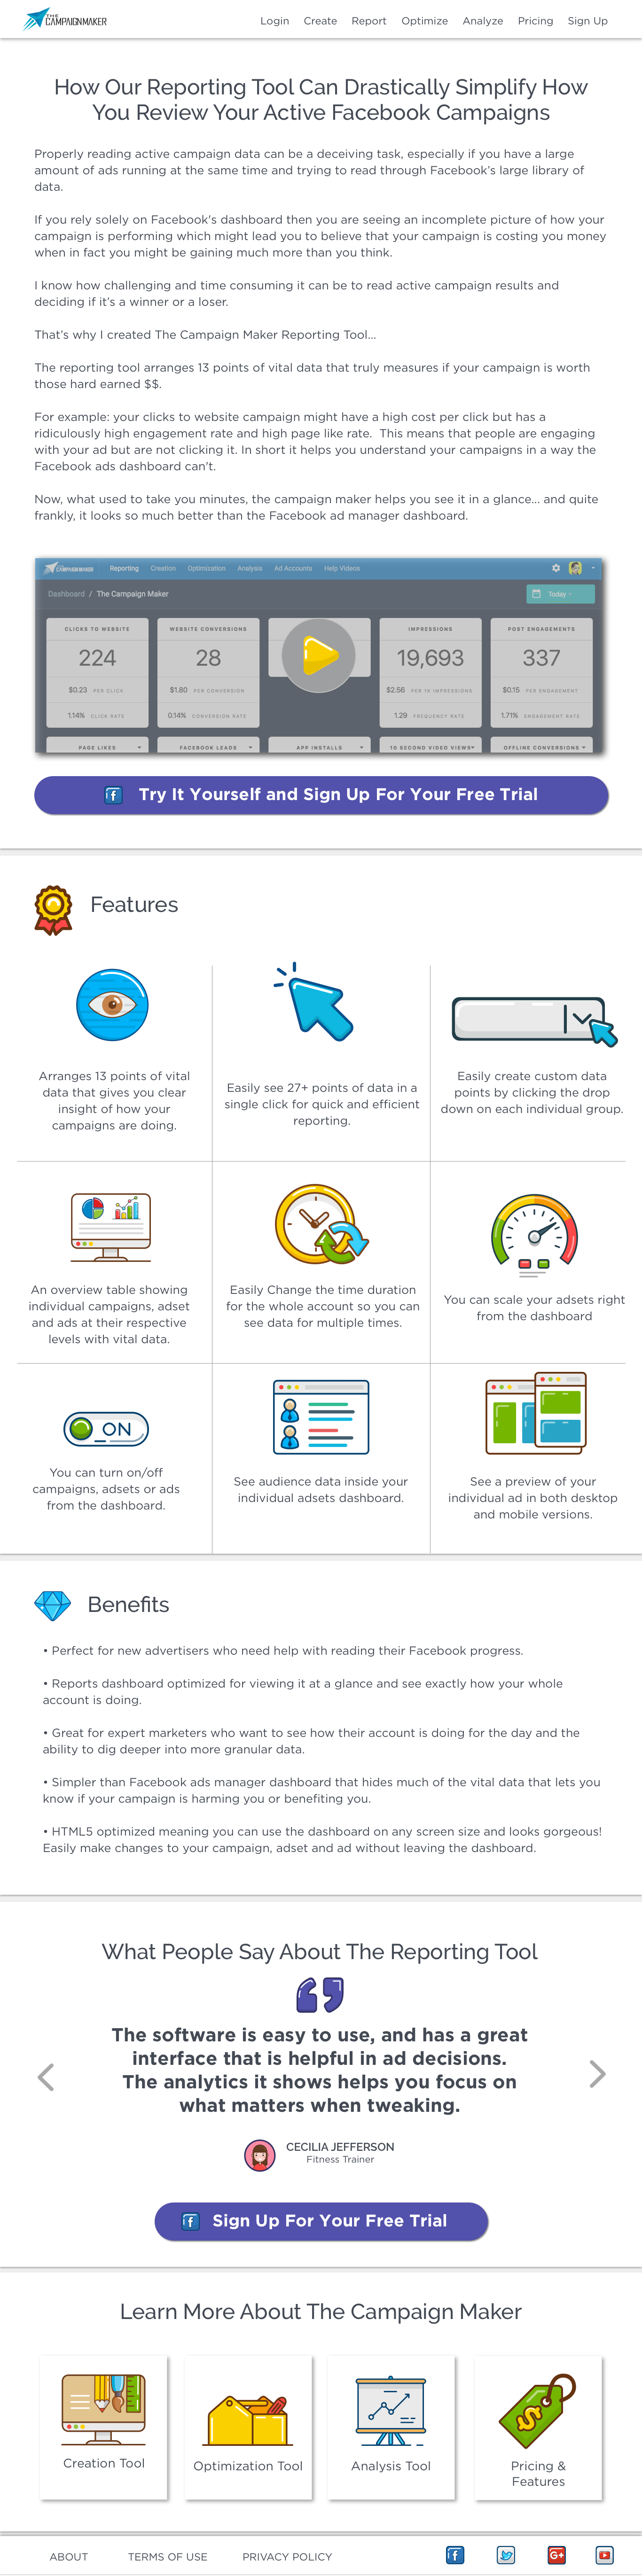 THE
CAMPAIGNMAKER
Login Create Report Optimize Analyze Pricing Sign Up
How Our Reporting Tool Can Drastically Simplify How
You Review Your Active Facebook Campaigns
Properly reading active campaign data can be a deceiving task, especially if you have a large
amount of ads running at the same time and trying to read through Facebook's large library of
data.
If you rely solely on Facebook's dashboard then you are seeing an incomplete picture of how your
campaign is performing which might lead you to believe that your campaign is costing you money
when in fact you might be gaining much more than you think.
I know how challenging and time consuming it can be to read active campaign results and
deciding if it's a winner or a loser.
That's why I created The Campaign Maker Reporting Tool...
The reporting tool arranges 13 points of vital data that truly measures if your campaign is worth
those hard earned $$.
For example: your clicks to website campaign might have a high cost per click but has a
ridiculously high engagement rate and high page like rate. This means that people are engaging
with your ad but are not clicking it. In short it helps you understand your campaigns in a way the
Facebook ads dashboard can't.
Now, what used to take you minutes, the campaign maker helps you see it in a glance... and quite
frankly, it looks so much better than the Facebook ad manager dashboard.
CAMPAIGNMAKER Reporting Creation Optimization Analysis Ad Accounts Help Videos
Dashboard / The Campaign Maker Today
CLICKS TO WEBSITE WEBSITE CONVERSIONS IMPRESSIONS POST ENGAGEMENTS
224 28 19,693 337
$0.23 PER CLICK $1.80 PER CONVERSION $2.56 PER 1K IMPRESSIONS $0.15 PER ENGAGEMENT
1.14% CLICK RATE 0.14% CONVERSION RATE 1.29 FREQUENCY RATE 1.71% ENGAGEMENT RATE
PAGE LIKES FACEBOOK LEADS APP INSTALLS 10 SECOND VIDEO VIEWS OFFLINE CONVERSIONS
Try It Yourself and Sign Up For Your Free Trial
Features
Arranges 13 points of vital
data that gives you clear
insight of how your
campaigns are doing.
Easily see 27+ points of data in a
single click for quick and efficient
reporting.
Easily create custom data
points by clicking the drop
down on each individual group.
An overview table showing
individual campaigns, adset
and ads at their respective
levels with vital data.
Easily Change the time duration
for the whole account so you can
see data for multiple times.
You can scale your adsets right
from the dashboard
ON
You can turn on/off
campaigns, adsets or ads
from the dashboard.
See audience data inside your
individual adsets dashboard.
See a preview of your
individual ad in both desktop
and mobile versions.
Benefits
• Perfect for new advertisers who need help with reading their Facebook progress.
• Reports dashboard optimized for viewing it at a glance and see exactly how your whole
account is doing.
• Great for expert marketers who want to see how their account is doing for the day and the
ability to dig deeper into more granular data.
• Simpler than Facebook ads manager dashboard that hides much of the vital data that lets you
know if your campaign is harming you or benefiting you.
• HTML5 optimized meaning you can use the dashboard on any screen size and looks gorgeous!
Easily make changes to your campaign, adset and ad without leaving the dashboard.
What People Say About The Reporting Tool
The software is easy to use, and has a great
interface that is helpful in ad decisions.
The analytics it shows helps you focus on
what matters when tweaking.
CECILIA JEFFERSON
Fitness Trainer
Sign Up For Your Free Trial
Learn More About The Campaign Maker
Creation Tool
Optimization Tool
Analysis Tool
Pricing &
Features
ABOUT TERMS OF USE PRIVACY POLICY